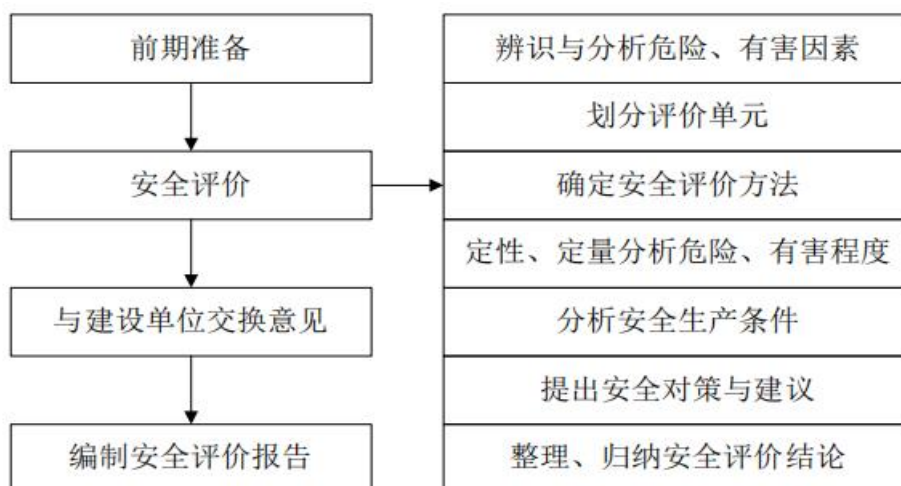 前期准备
安全评价
与建设单位交换意见
编制安全评价报告
辨识与分析危险、有害因素
划分评价单元
确定安全评价方法
定性、定量分析危险、有害程度
分析安全生产条件
提出安全对策与建议
整理、归纳安全评价结论